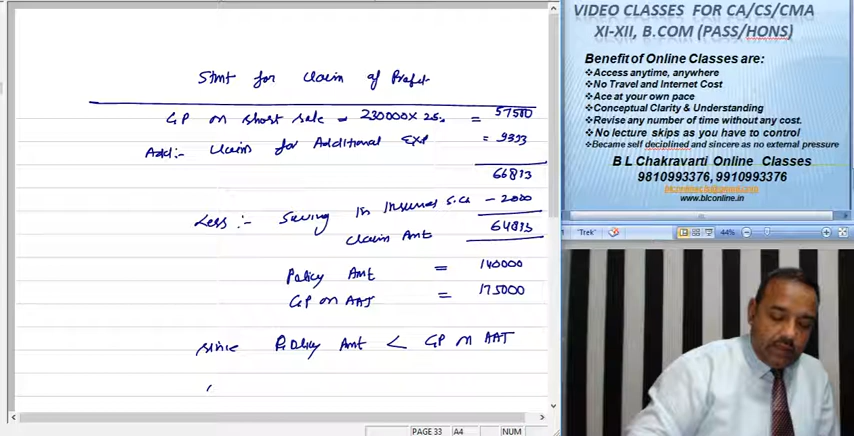 Stmt for Claim of Profit
GP on short sale = 230000 x 25% = 57500
Add:- Claim for Additional Exp = 9333
66833
Less:- Saving in Insured S.C. - 2000
Claim Amt 64833
Policy Amt = 140000
GP on AAT = 175000
Since Policy Amt < GP on AAT
VIDEO CLASSES FOR CA/CS/CMA
XI-XII, B.COM (PASS/HONS)
Benefit of Online Classes are:
•Access anytime, anywhere
•No Travel and Internet Cost
•Ace at your own pace
•Conceptual Clarity & Understanding
•Revise any number of time without any cost.
•No lecture skips as you have to control
•Became self deciplined and sincere as no external pressure
B L Chakravarti Online Classes
9810993376, 9910993376
www.blconline.in
"Trek"
44%
PAGE 33 A4 NUM